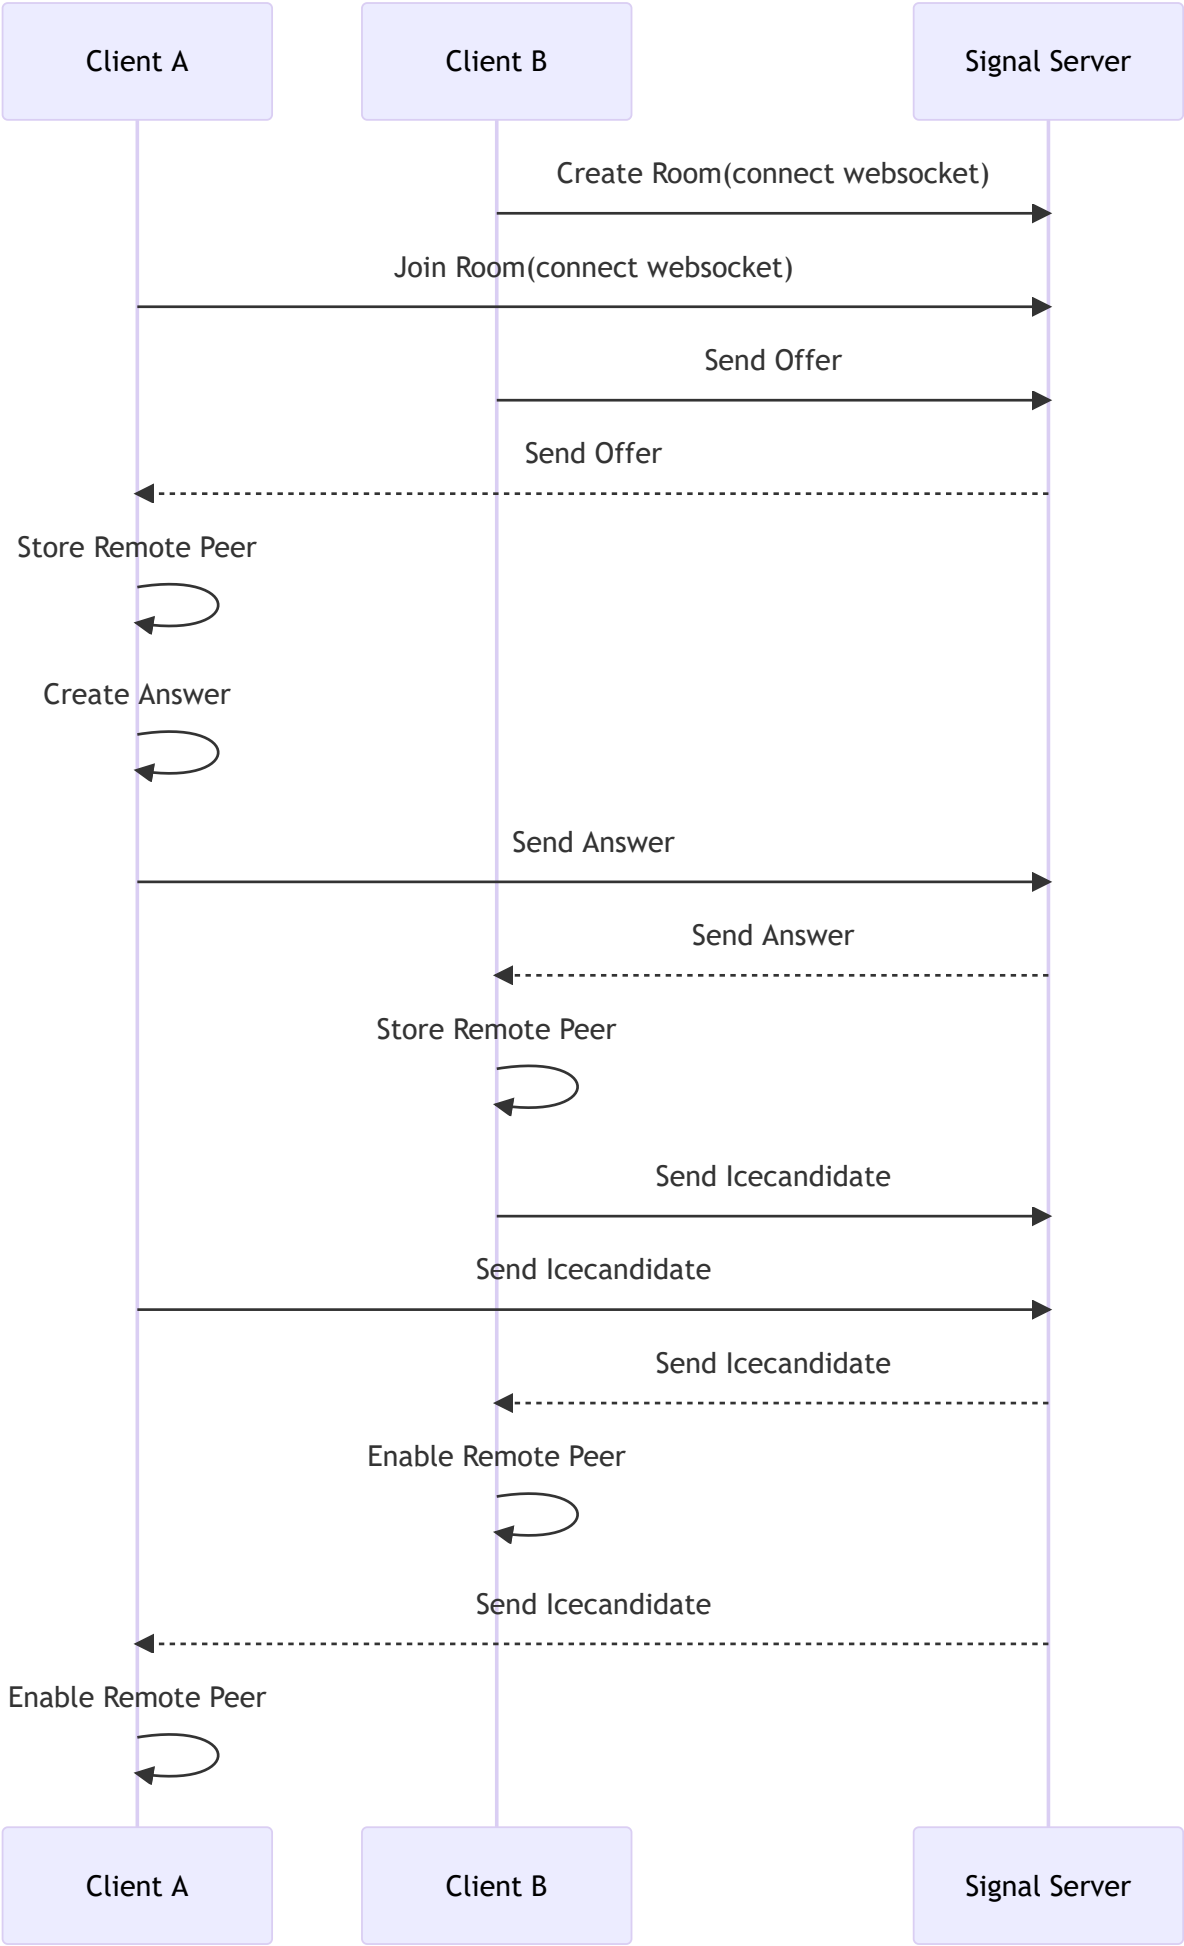 Client A
Client B
Signal Server
Create Room(connect websocket)
Join Room(connect websocket)
Send Offer
Send Offer
Store Remote Peer
Create Answer
Send Answer
Send Answer
Store Remote Peer
Send Icecandidate
Send Icecandidate
Send Icecandidate
Enable Remote Peer
Send Icecandidate
Enable Remote Peer
Client A
Client B
Signal Server